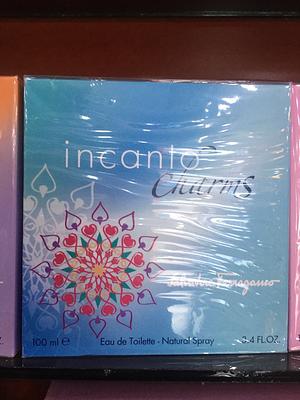 incanto
Charms
Salvatore Ferragamo
100 ml e Eau de Toilette - Natural Spray 3.4 FL.OZ.